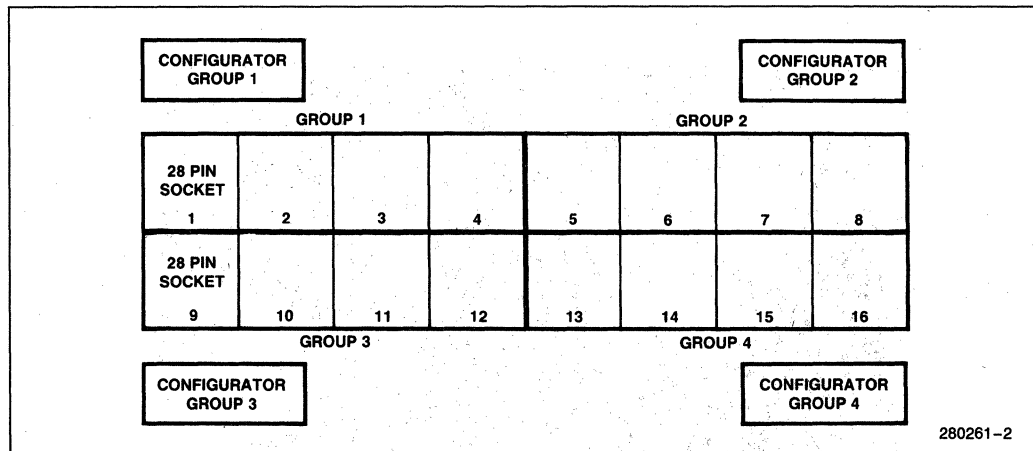 CONFIGURATOR
GROUP 1
CONFIGURATOR
GROUP 2
GROUP 1
GROUP 2
28 PIN
SOCKET
1
2
3
4
5
6
7
8
28 PIN
SOCKET
9
10
11
12
13
14
15
16
GROUP 3
GROUP 4
CONFIGURATOR
GROUP 3
CONFIGURATOR
GROUP 4
280261–2